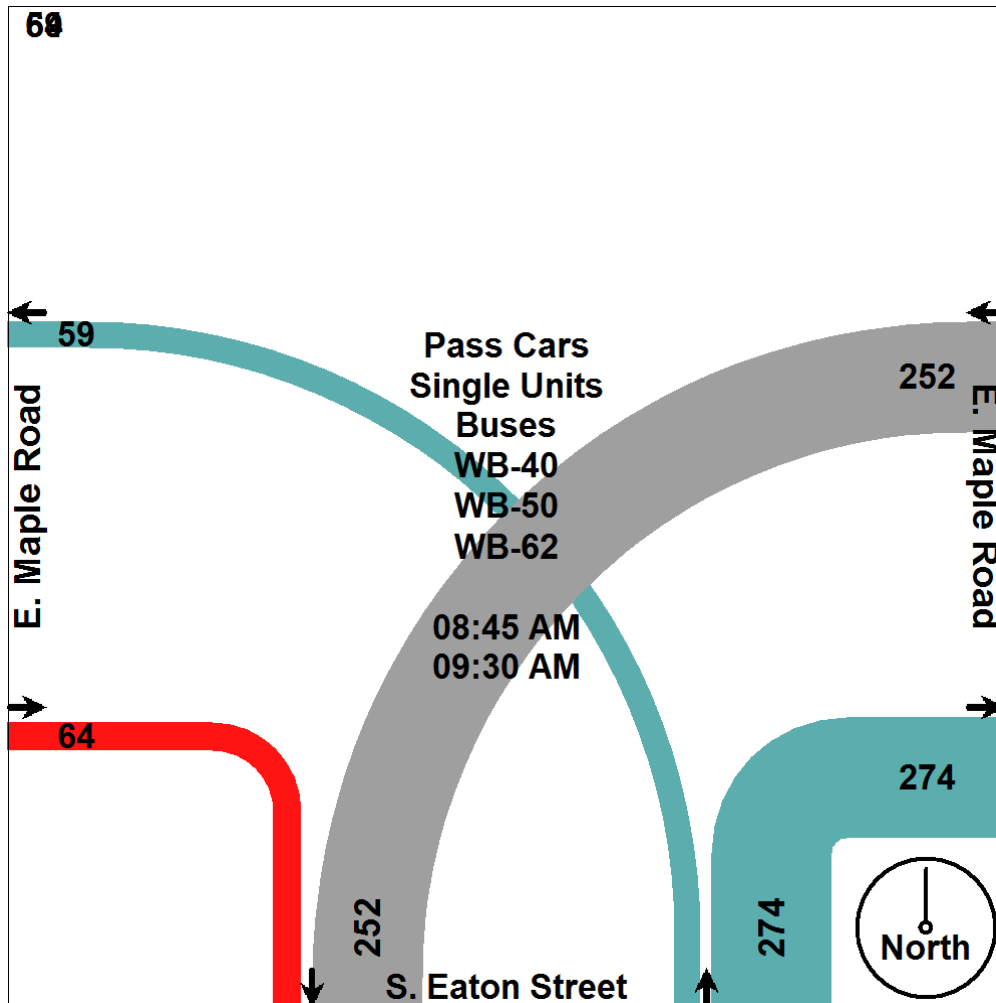 59
Pass Cars
Single Units
Buses
WB-40
WB-50
WB-62
252
E. Maple Road
E. Maple Road
08:45 AM
09:30 AM
64
274
252
274
North
S. Eaton Street